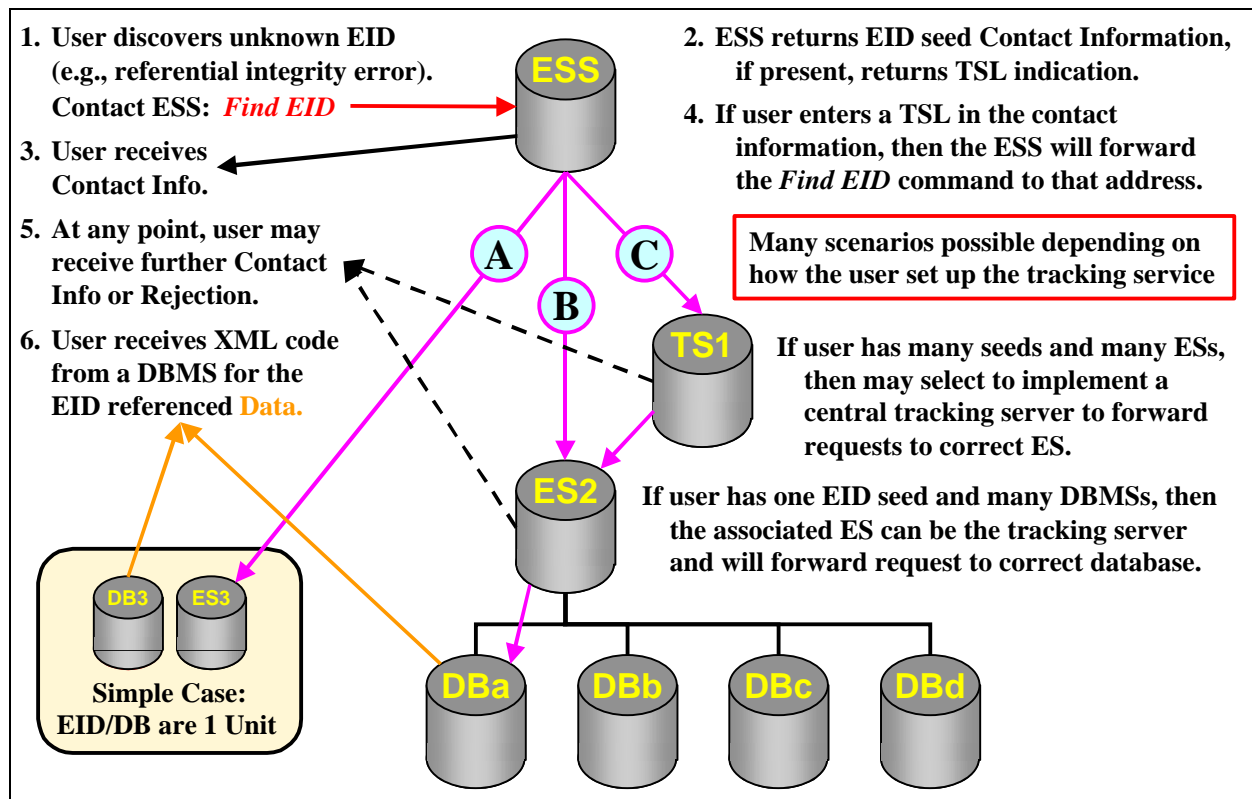 1. User discovers unknown EID
(e.g., referential integrity error).
Contact ESS: Find EID
3. User receives
Contact Info.
5. At any point, user may
receive further Contact
Info or Rejection.
6. User receives XML code
from a DBMS for the
EID referenced Data.
ESS
2. ESS returns EID seed Contact Information,
if present, returns TSL indication.
4. If user enters a TSL in the contact
information, then the ESS will forward
the Find EID command to that address.
Many scenarios possible depending on
how the user set up the tracking service
A
B
C
TS1
If user has many seeds and many ESs,
then may select to implement a
central tracking server to forward
requests to correct ES.
ES2
If user has one EID seed and many DBMSs, then
the associated ES can be the tracking server
and will forward request to correct database.
DB3
ES3
Simple Case:
EID/DB are 1 Unit
DBa
DBb
DBc
DBd